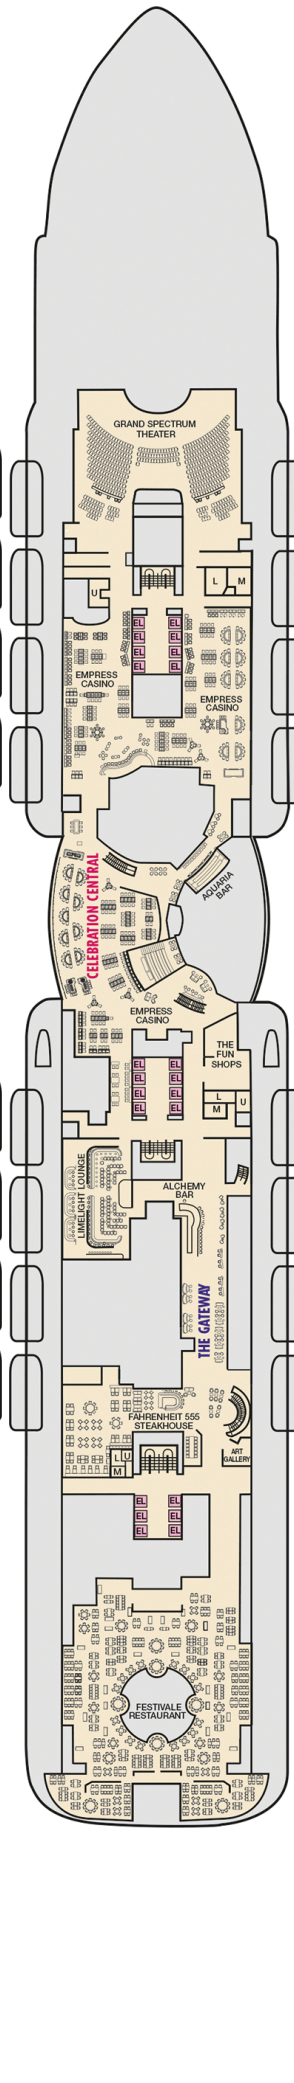 GRAND SPECTRUM
THEATER
L
M
U
EL
EL
EL
EL
EL
EL
EL
EL
EMPRESS
CASINO
EMPRESS
CASINO
CELEBRATION CENTRAL
AQUARIA
BAR
EMPRESS
CASINO
THE
FUN
SHOPS
EL
EL
EL
EL
EL
EL
EL
EL
L
M
U
LIMELIGHT LOUNGE
ALCHEMY
BAR
THE GATEWAY
FAHRENHEIT 555
STEAKHOUSE
L
U
M
ART
GALLERY
EL
EL
EL
EL
EL
EL
FESTIVALE
RESTAURANT